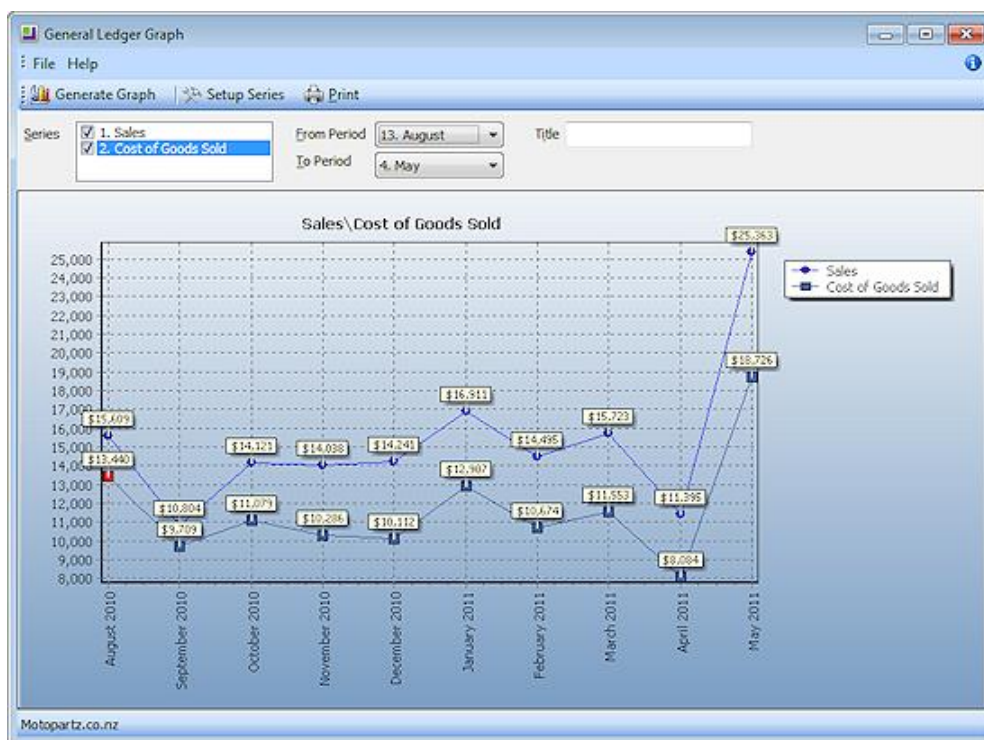 General Ledger Graph
File Help
Generate Graph Setup Series Print
Series 1. Sales From Period 13. August Title
2. Cost of Goods Sold
To Period 4. May
Sales\Cost of Goods Sold
$25,363
25,000
24,000
23,000
22,000
21,000
20,000
19,000
18,000
17,000
16,000
15,000
14,000
13,000
12,000
11,000
10,000
9,000
8,000
Sales
Cost of Goods Sold
$15,609
$10,804
$14,121
$14,038
$14,241
$16,911
$14,495
$15,723
$11,395
$13,440
$9,709
$11,079
$10,286
$10,112
$12,907
$10,674
$11,553
$8,084
$18,726
August 2010
September 2010
October 2010
November 2010
December 2010
January 2011
February 2011
March 2011
April 2011
May 2011
Motopartz.co.nz